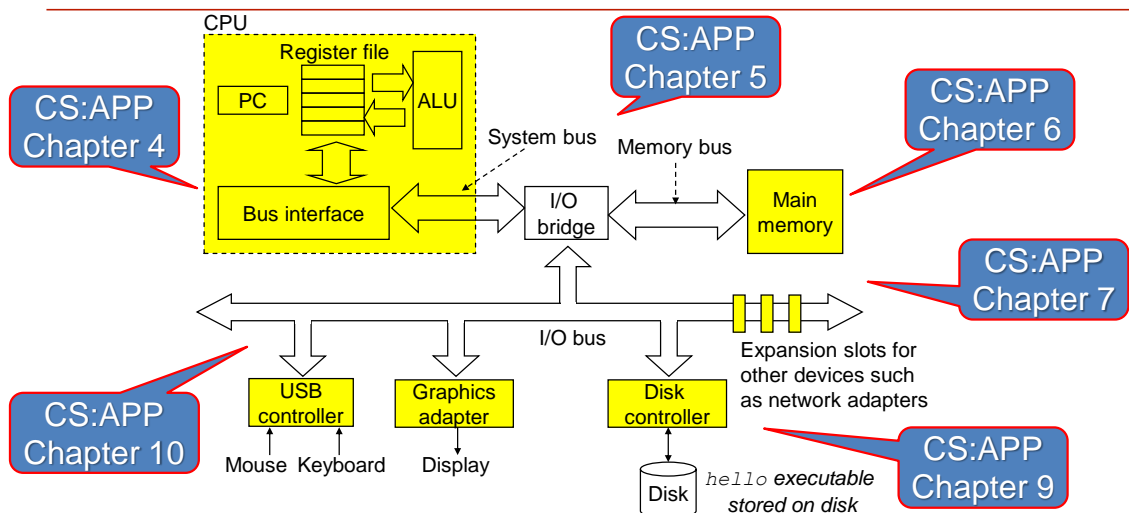 CPU
CS:APP
Chapter 5
Register file
PC
ALU
CS:APP
Chapter 4
CS:APP
Chapter 6
System bus
Memory bus
Bus interface
I/O
bridge
Main
memory
CS:APP
Chapter 7
I/O bus
Expansion slots for
other devices such
as network adapters
CS:APP
Chapter 10
USB
controller
Graphics
adapter
Disk
controller
Mouse
Keyboard
Display
CS:APP
Chapter 9
Disk
hello executable
stored on disk